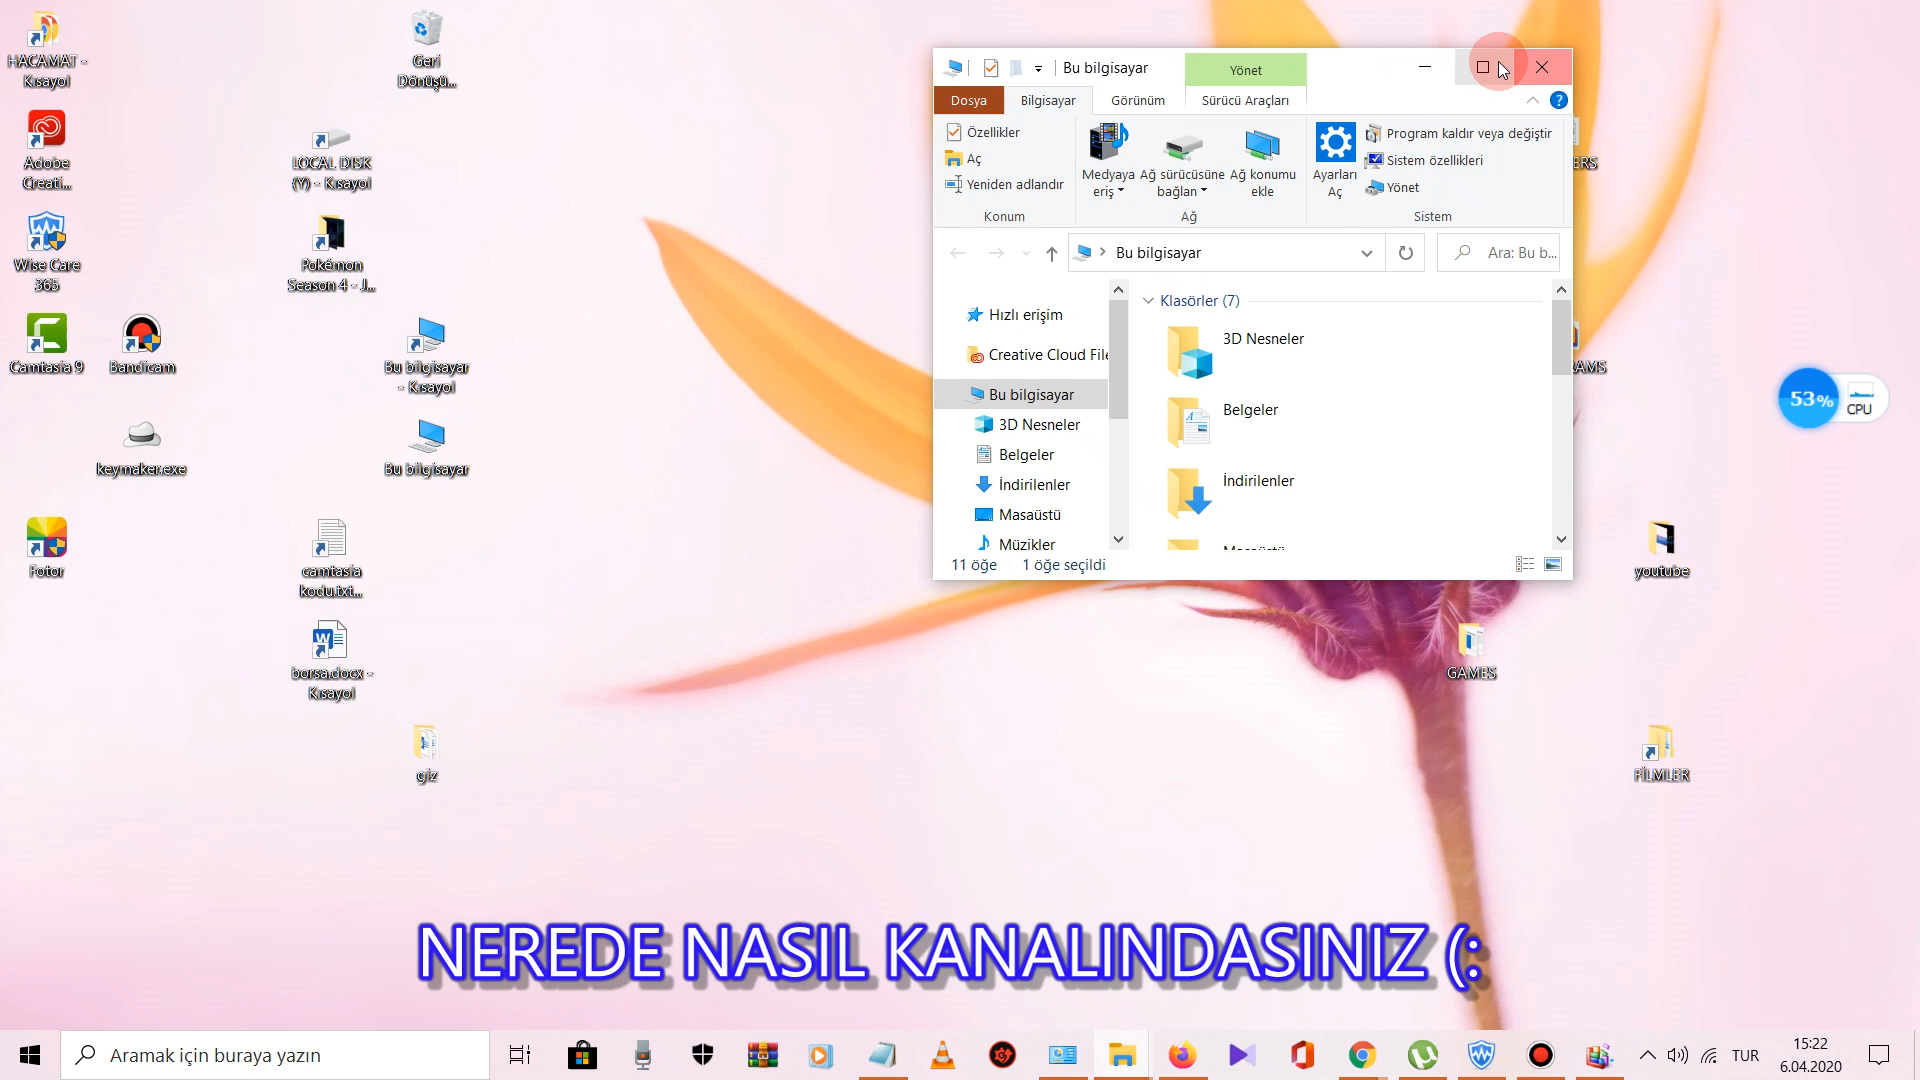 HACAMAT -
Kısayol
Geri
Dönüşü...
Adobe
Creati...
LOCAL DISK
(Y) - Kısayol
Wise Care
365
Pokémon
Season 4 - J...
Camtasia 9
Bandicam
Bu bilgisayar
- Kısayol
keymaker.exe
Bu bilgisayar
Fotor
camtasia
kodu.txt...
borsa.docx -
Kısayol
giz
Bu bilgisayar
Yönet
Dosya
Bilgisayar
Görünüm
Sürücü Araçları
Özellikler
Aç
Yeniden adlandır
Konum
Medyaya
eriş
Ağ sürücüsüne
bağlan
Ağ konumu
ekle
Ağ
Ayarları
Aç
Program kaldır veya değiştir
Sistem özellikleri
Yönet
Sistem
Bu bilgisayar
Ara: Bu b...
Hızlı erişim
Creative Cloud File
Bu bilgisayar
3D Nesneler
Belgeler
İndirilenler
Masaüstü
Müzikler
Klasörler (7)
3D Nesneler
Belgeler
İndirilenler
Masaüstü
11 öğe
1 öğe seçildi
53%
CPU
youtube
GAMES
FİLMLER
NEREDE NASIL KANALINDASINIZ (:
Aramak için buraya yazın
TUR
15:22
6.04.2020